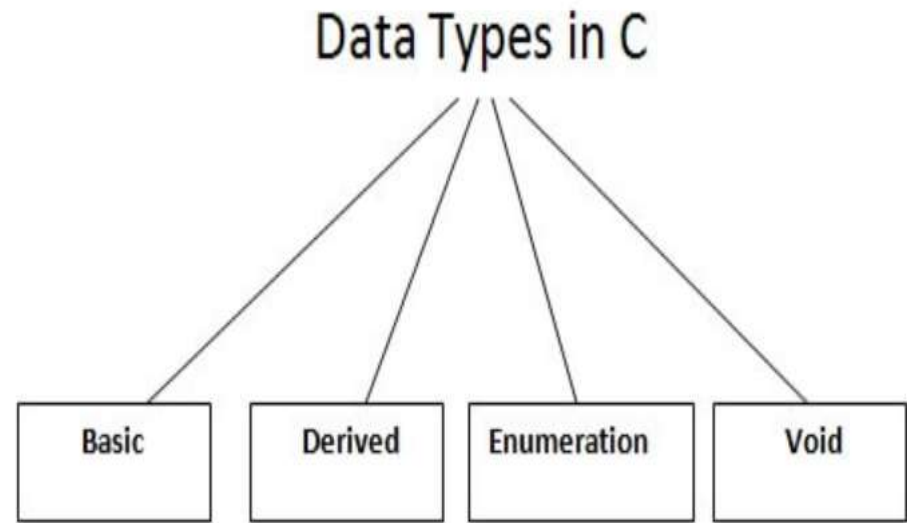 Data Types in C
Basic
Derived
Enumeration
Void